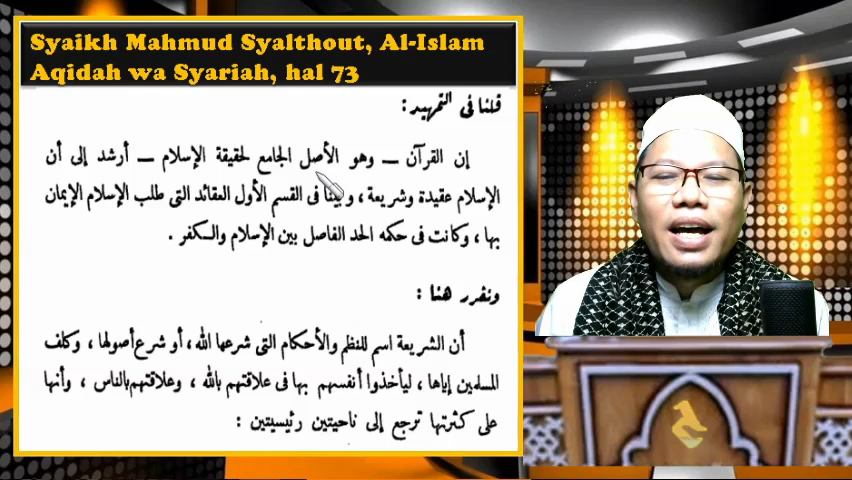 Syaikh Mahmud Syalthout, Al-Islam
Aqidah wa Syariah, hal 73
قلنا فى التمهيد :
إن القرآن — وهو الأصل الجامع لحقيقة الإسلام — أرشد إلى أن
الإسلام عقيدة وشريعة ، وبينا فى القسم الأول العقائد التى طلب الإسلام الإيمان
بها ، وكانت فى حكمه الحد الفاصل بين الإسلام والكفر .
ونقرر هنا :
أن الشريعة اسم للنظم والأحكام التى شرعها الله ، أو شرع أصولها ، وكلف
المسلمين إياها ، ليأخذوا أنفسهم بها فى علاقتهم بالله ، وعلاقتهم بالناس ، وأنها
على كثرتها ترجع إلى ناحيتين رئيسيتين :